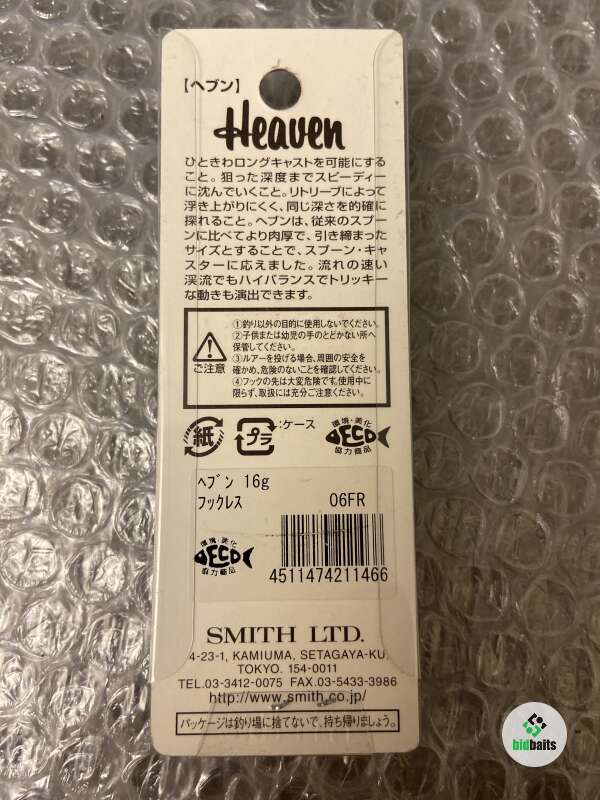 【ヘブン】
Heaven
ひときわロングキャストを可能にする
こと。狙った深度までスピーディー
に沈んでいくこと。リトリーブによって
浮き上がりにくく、同じ深さを的確に
探れること。ヘブンは、従来のスプー
ンに比べてより肉厚で、引き締まった
サイズとすることで、スプーン・キャ
スターに応えました。流れの速い
渓流でもハイバランスでトリッキー
な動きも演出できます。
ご注意
①釣り以外の目的に使用しないでください。
②子供または幼児の手のとどかない所へ
保管してください。
③ルアーを投げる場合、周囲の安全を
確かめ、危険のないことを確認してください。
④フックの先は大変危険です。使用中に
限らず、取扱には充分ご注意ください。
紙
プラ
:ケース
環境・美化
ECO
協力商品
ヘブン 16g
フックレス 06FR
環境・美化
ECO
協力商品
4511474211466
SMITH LTD.
4-23-1, KAMIUMA, SETAGAYA-KU,
TOKYO. 154-0011
TEL.03-3412-0075 FAX.03-5433-3986
http://www.smith.co.jp/
パッケージは釣り場に捨てないで、持ち帰りましょう。
bidbaits